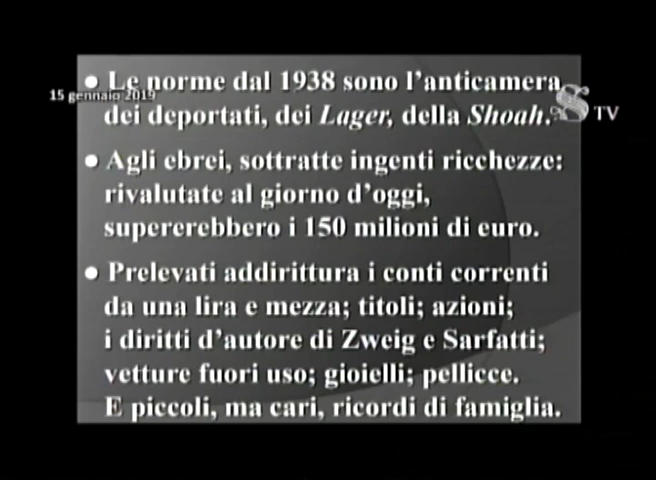 ● Le norme dal 1938 sono l'anticamera
15 gennaio 2019
dei deportati, dei Lager, della Shoah.
S TV
● Agli ebrei, sottratte ingenti ricchezze:
rivalutate al giorno d'oggi,
supererebbero i 150 milioni di euro.
● Prelevati addirittura i conti correnti
da una lira e mezza; titoli; azioni;
i diritti d'autore di Zweig e Sarfatti;
vetture fuori uso; gioielli; pellicce.
E piccoli, ma cari, ricordi di famiglia.